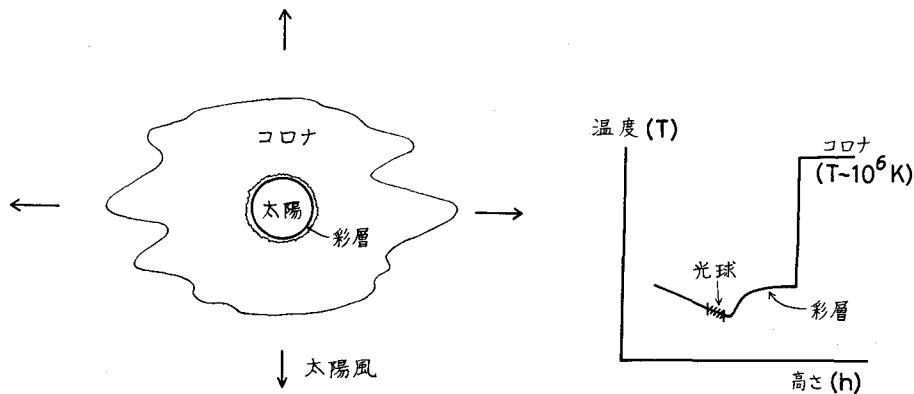 コロナ
太陽
彩層
太陽風
温度(T)
コロナ
(T~10⁶K)
光球
彩層
高さ(h)